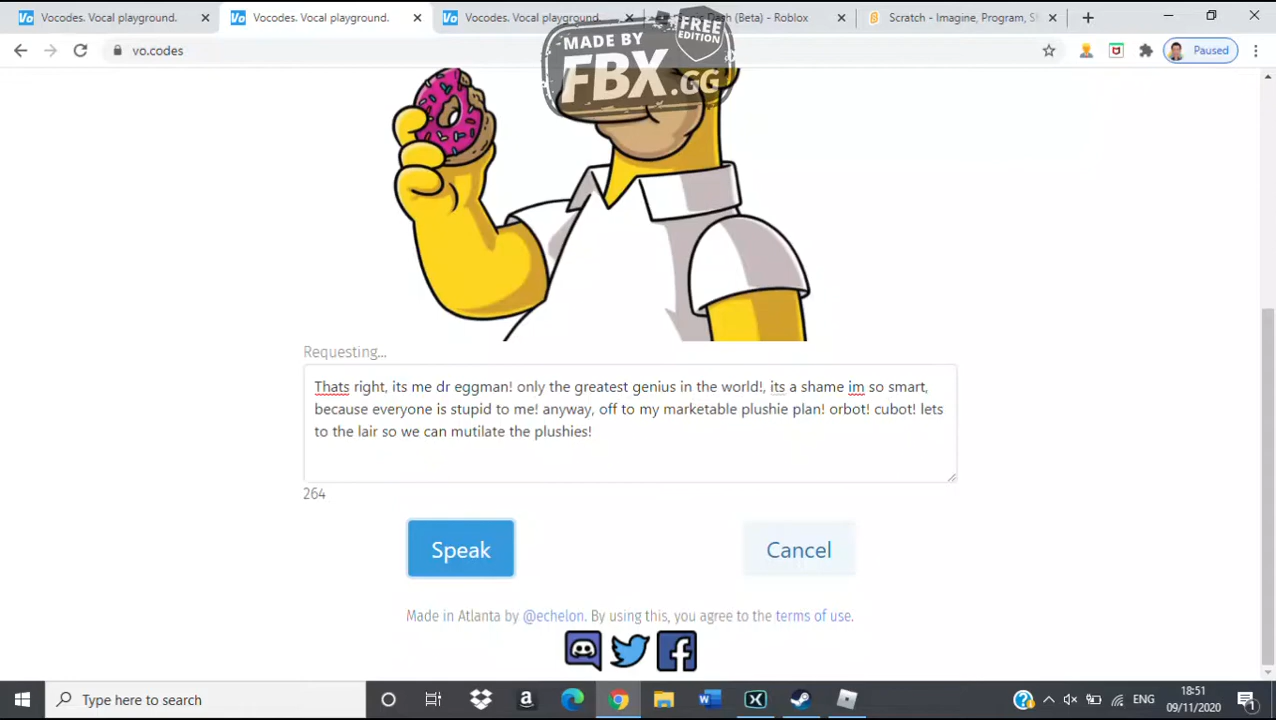 Vocodes. Vocal playground.
Vocodes. Vocal playground.
Vocodes. Vocal playground.
Dash (Beta) - Roblox
Scratch - Imagine, Program, S
vo.codes
Paused
MADE BY
FREE
EDITION
FBX.GG
Requesting...
Thats right, its me dr eggman! only the greatest genius in the world!, its a shame im so smart,
because everyone is stupid to me! anyway, off to my marketable plushie plan! orbot! cubot! lets
to the lair so we can mutilate the plushies!
264
Speak
Cancel
Made in Atlanta by @echelon. By using this, you agree to the terms of use.
Type here to search
ENG
18:51
09/11/2020
1